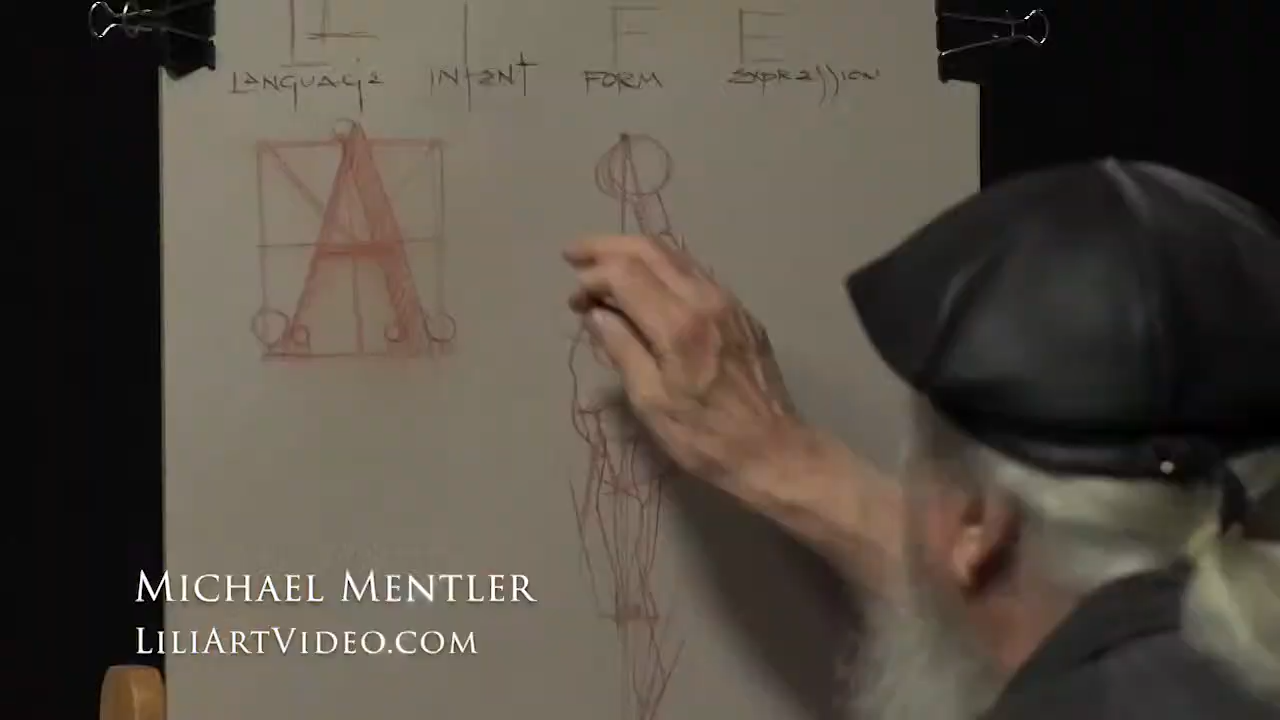 L I F E
LANGUAGE INTENT FORM EXPRESSION
A
MICHAEL MENTLER
LILIARTVIDEO.COM